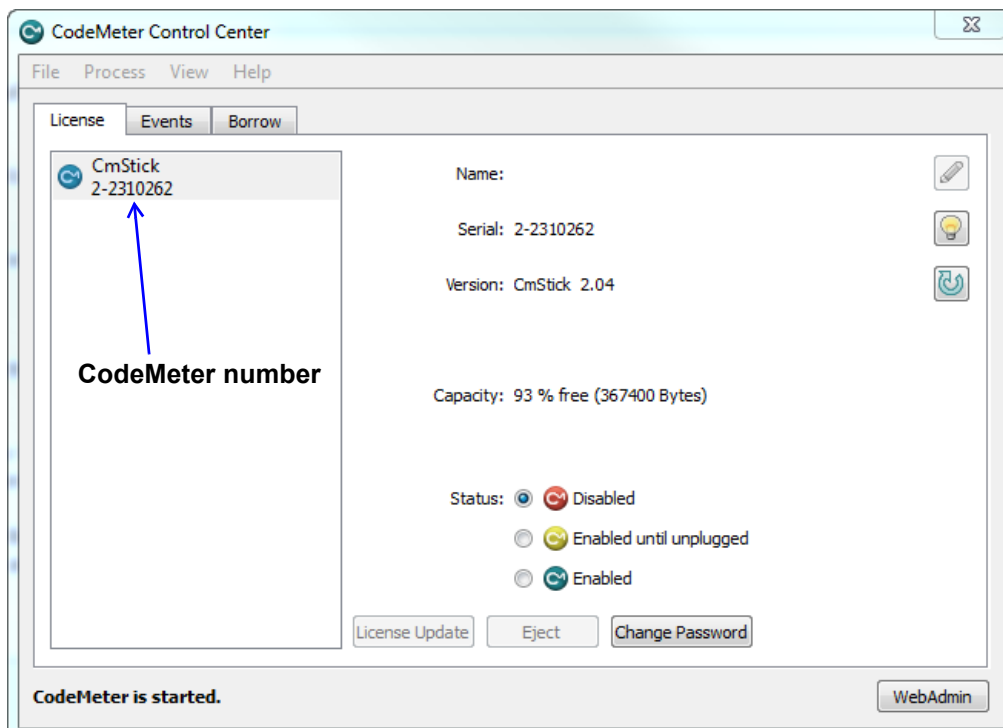 CodeMeter Control Center
File Process View Help
License Events Borrow
CmStick
2-2310262
CodeMeter number
Name:
Serial: 2-2310262
Version: CmStick 2.04
Capacity: 93 % free (367400 Bytes)
Status: Disabled
Enabled until unplugged
Enabled
License Update Eject Change Password
CodeMeter is started.
WebAdmin